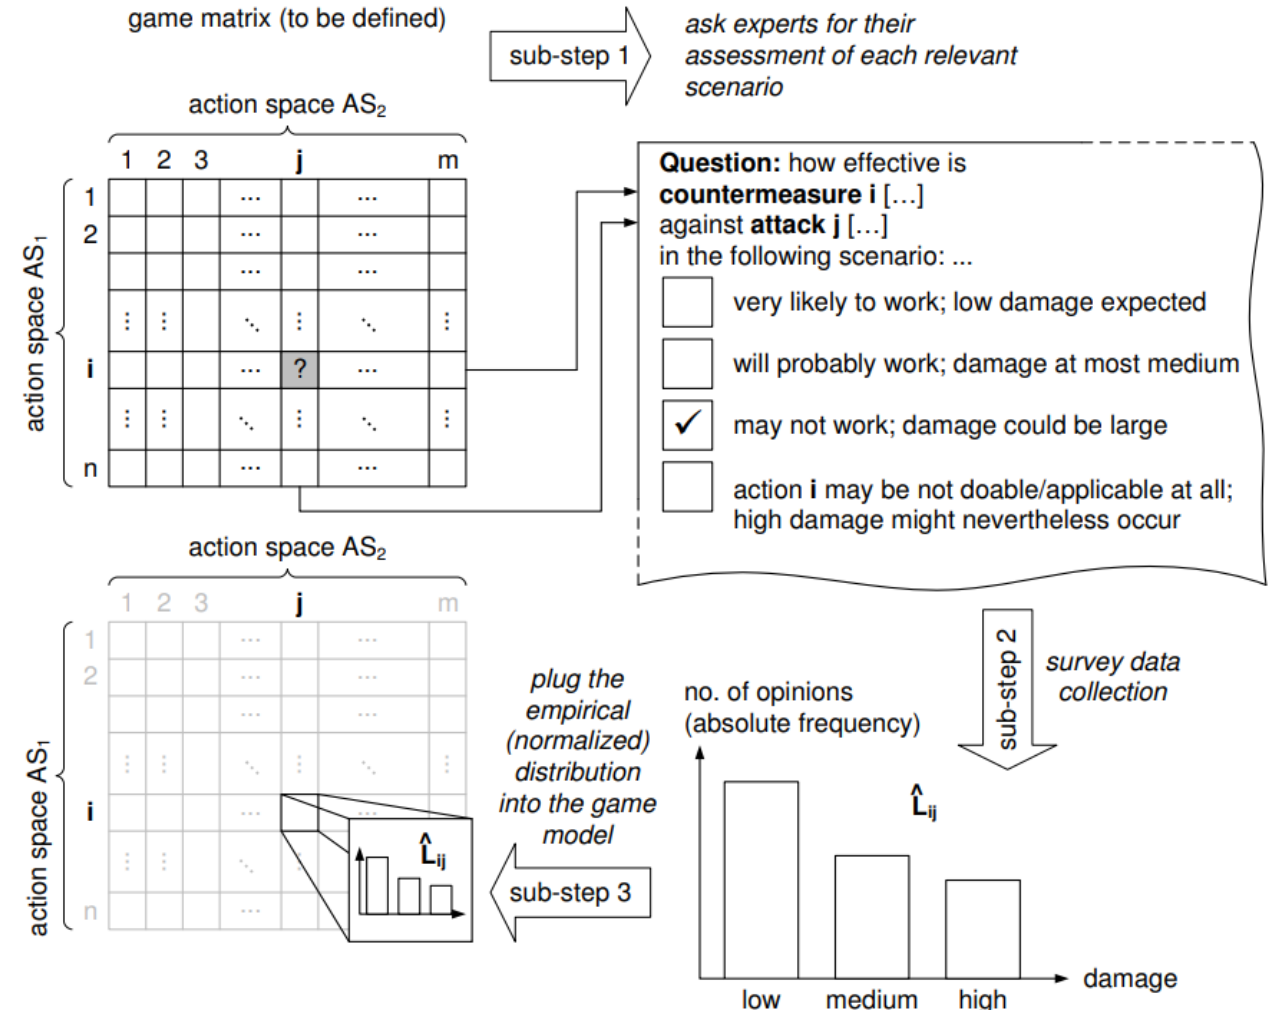 game matrix (to be defined)
sub-step 1
ask experts for their
assessment of each relevant
scenario
action space AS₂
1 2 3 j m
action space AS₁
1 ... ...
2 ... ...
... ...
⋮ ⋮ ⋱ ⋮ ⋱ ⋮
i ... ? ...
⋮ ⋮ ⋱ ⋮ ⋱ ⋮
n ... ...
Question: how effective is
countermeasure i [...]
against attack j [...]
in the following scenario: ...
very likely to work; low damage expected
will probably work; damage at most medium
✓ may not work; damage could be large
action i may be not doable/applicable at all;
high damage might nevertheless occur
sub-step 2
survey data
collection
no. of opinions
(absolute frequency)
L̂ij
damage
low medium high
sub-step 3
plug the
empirical
(normalized)
distribution
into the game
model
action space AS₂
1 2 3 j m
action space AS₁
1 ... ...
2 ... ...
... ...
⋮ ⋮ ⋱ ⋮ ⋱ ⋮
i ... ...
⋮ ⋮ ⋱
n ...
L̂ij